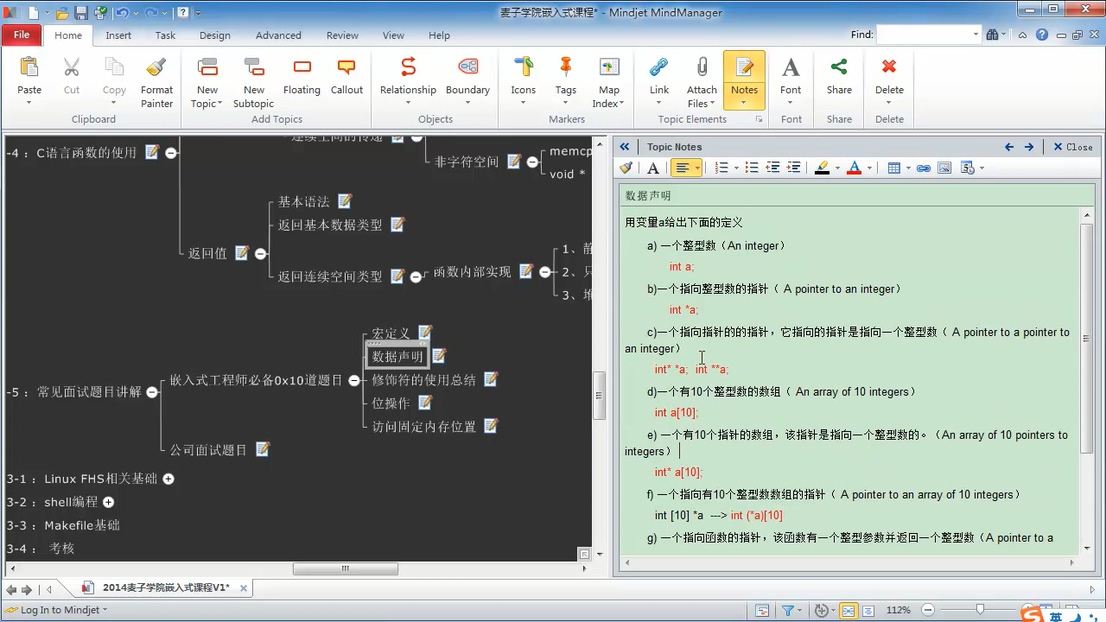 麦子学院嵌入式课程* - Mindjet MindManager
File Home Insert Task Design Advanced Review View Help Find:
Paste Cut Copy Format Painter New Topic New Subtopic Floating Callout Relationship Boundary Icons Tags Map Index Link Attach Files Notes Font Share Delete
Clipboard Add Topics Objects Markers Topic Elements Font Share Delete
-4：C语言函数的使用
非字符空间
memcp
void *
返回值
基本语法
返回基本数据类型
返回连续空间类型
函数内部实现
1、静
2、只
3、堆
-5：常见面试题目讲解
嵌入式工程师必备0x10道题目
宏定义
数据声明
修饰符的使用总结
位操作
访问固定内存位置
公司面试题目
3-1：Linux FHS相关基础
3-2：shell编程
3-3：Makefile基础
3-4： 考核
Topic Notes
Close
数据声明
用变量a给出下面的定义
a) 一个整型数（An integer）
int a;
b)一个指向整型数的指针（ A pointer to an integer）
int *a;
c)一个指向指针的的指针，它指向的指针是指向一个整型数（ A pointer to a pointer to
an integer）
int* *a; int **a;
d)一个有10个整型数的数组（ An array of 10 integers）
int a[10];
e) 一个有10个指针的数组，该指针是指向一个整型数的。（An array of 10 pointers to
integers）
int* a[10];
f) 一个指向有10个整型数数组的指针（ A pointer to an array of 10 integers）
int [10] *a ---> int (*a)[10]
g) 一个指向函数的指针，该函数有一个整型参数并返回一个整型数（A pointer to a
2014麦子学院嵌入式课程V1*
Log In to Mindjet
112%
英